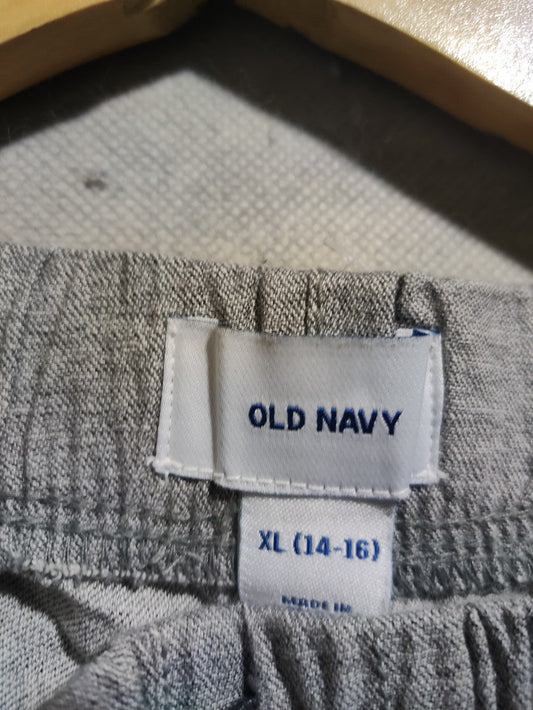 OLD NAVY
XL (14-16)
MADE IN